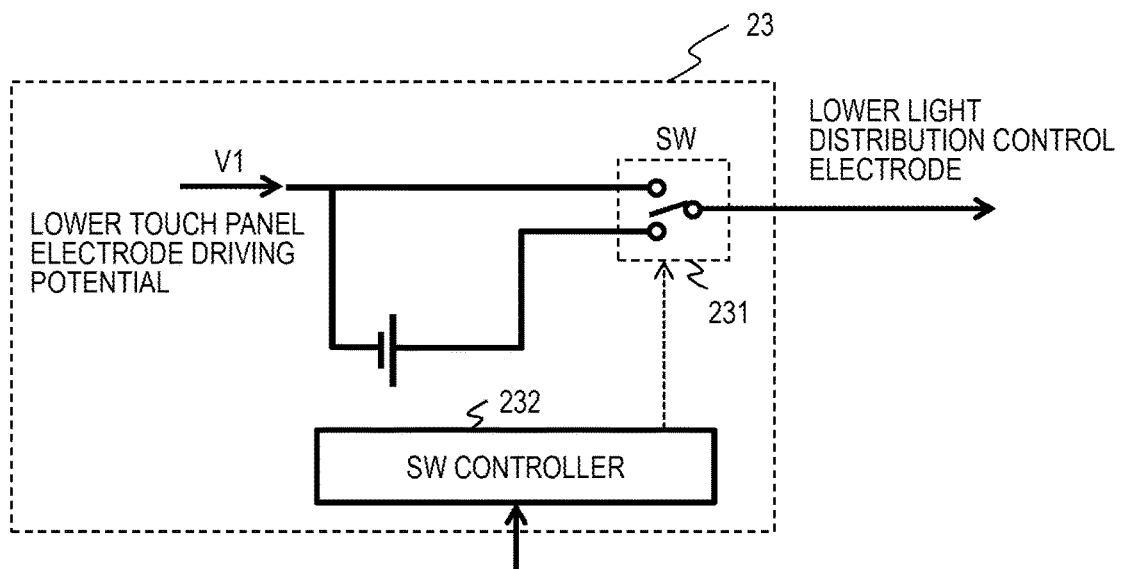 23
LOWER LIGHT
DISTRIBUTION CONTROL
ELECTRODE
SW
V1
LOWER TOUCH PANEL
ELECTRODE DRIVING
POTENTIAL
231
232
SW CONTROLLER